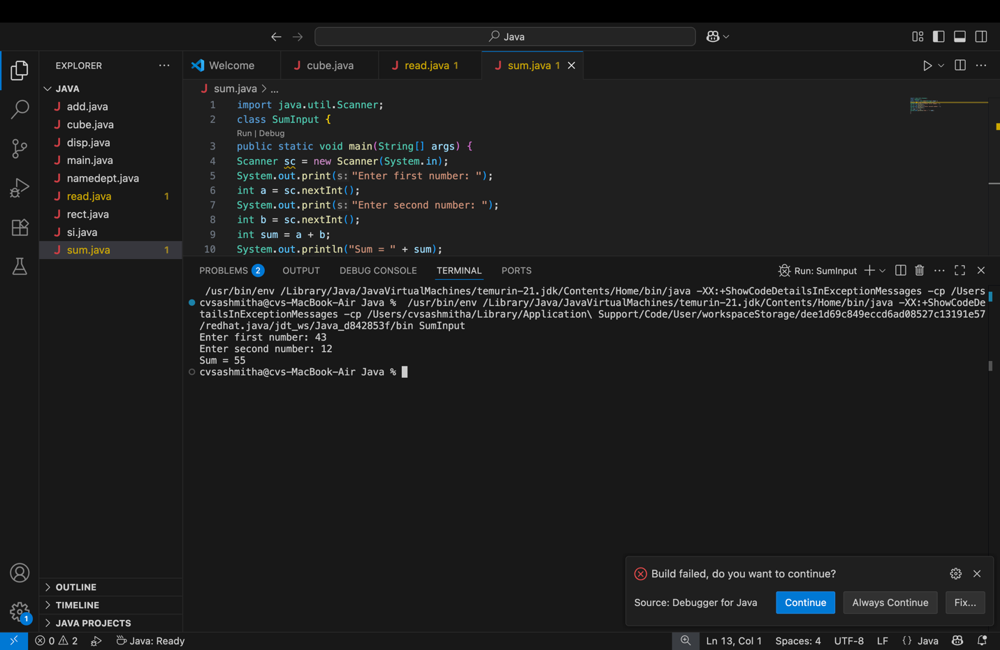 Java
EXPLORER
Welcome
cube.java
read.java 1
sum.java 1
JAVA
add.java
cube.java
disp.java
main.java
namedept.java
read.java 1
rect.java
si.java
sum.java 1
sum.java > ...
1 import java.util.Scanner;
2 class SumInput {
Run | Debug
3 public static void main(String[] args) {
4 Scanner sc = new Scanner(System.in);
5 System.out.print(s:"Enter first number: ");
6 int a = sc.nextInt();
7 System.out.print(s:"Enter second number: ");
8 int b = sc.nextInt();
9 int sum = a + b;
10 System.out.println("Sum = " + sum);
PROBLEMS 2 OUTPUT DEBUG CONSOLE TERMINAL PORTS Run: SumInput
/usr/bin/env /Library/Java/JavaVirtualMachines/temurin-21.jdk/Contents/Home/bin/java -XX:+ShowCodeDetailsInExceptionMessages -cp /Users
cvsashmitha@cvs-MacBook-Air Java % /usr/bin/env /Library/Java/JavaVirtualMachines/temurin-21.jdk/Contents/Home/bin/java -XX:+ShowCodeDe
tailsInExceptionMessages -cp /Users/cvsashmitha/Library/Application\ Support/Code/User/workspaceStorage/dee1d69c849eccd6ad08527c13191e57
/redhat.java/jdt_ws/Java_d842853f/bin SumInput
Enter first number: 43
Enter second number: 12
Sum = 55
cvsashmitha@cvs-MacBook-Air Java %
Build failed, do you want to continue?
Source: Debugger for Java
Continue
Always Continue
Fix...
OUTLINE
TIMELINE
JAVA PROJECTS
1
0 2 Java: Ready
Ln 13, Col 1 Spaces: 4 UTF-8 LF {} Java